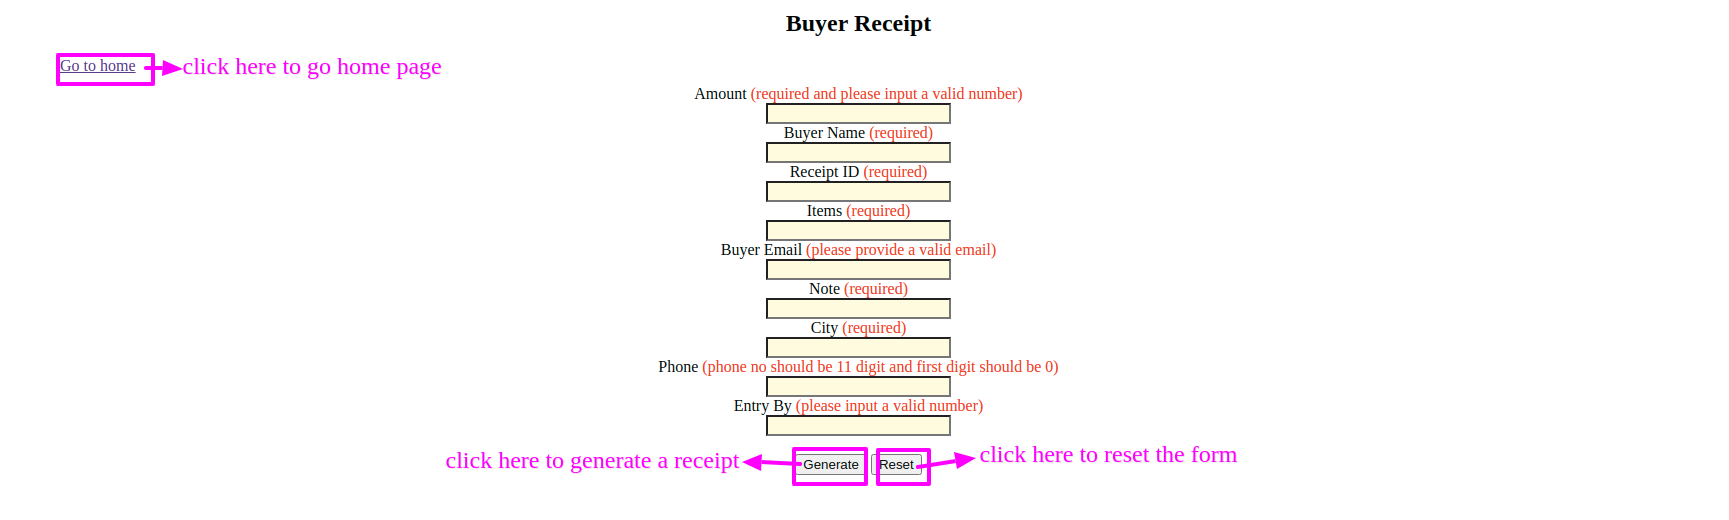 Buyer Receipt
Go to home
click here to go home page
Amount (required and please input a valid number)
Buyer Name (required)
Receipt ID (required)
Items (required)
Buyer Email (please provide a valid email)
Note (required)
City (required)
Phone (phone no should be 11 digit and first digit should be 0)
Entry By (please input a valid number)
click here to generate a receipt
Generate
Reset
click here to reset the form